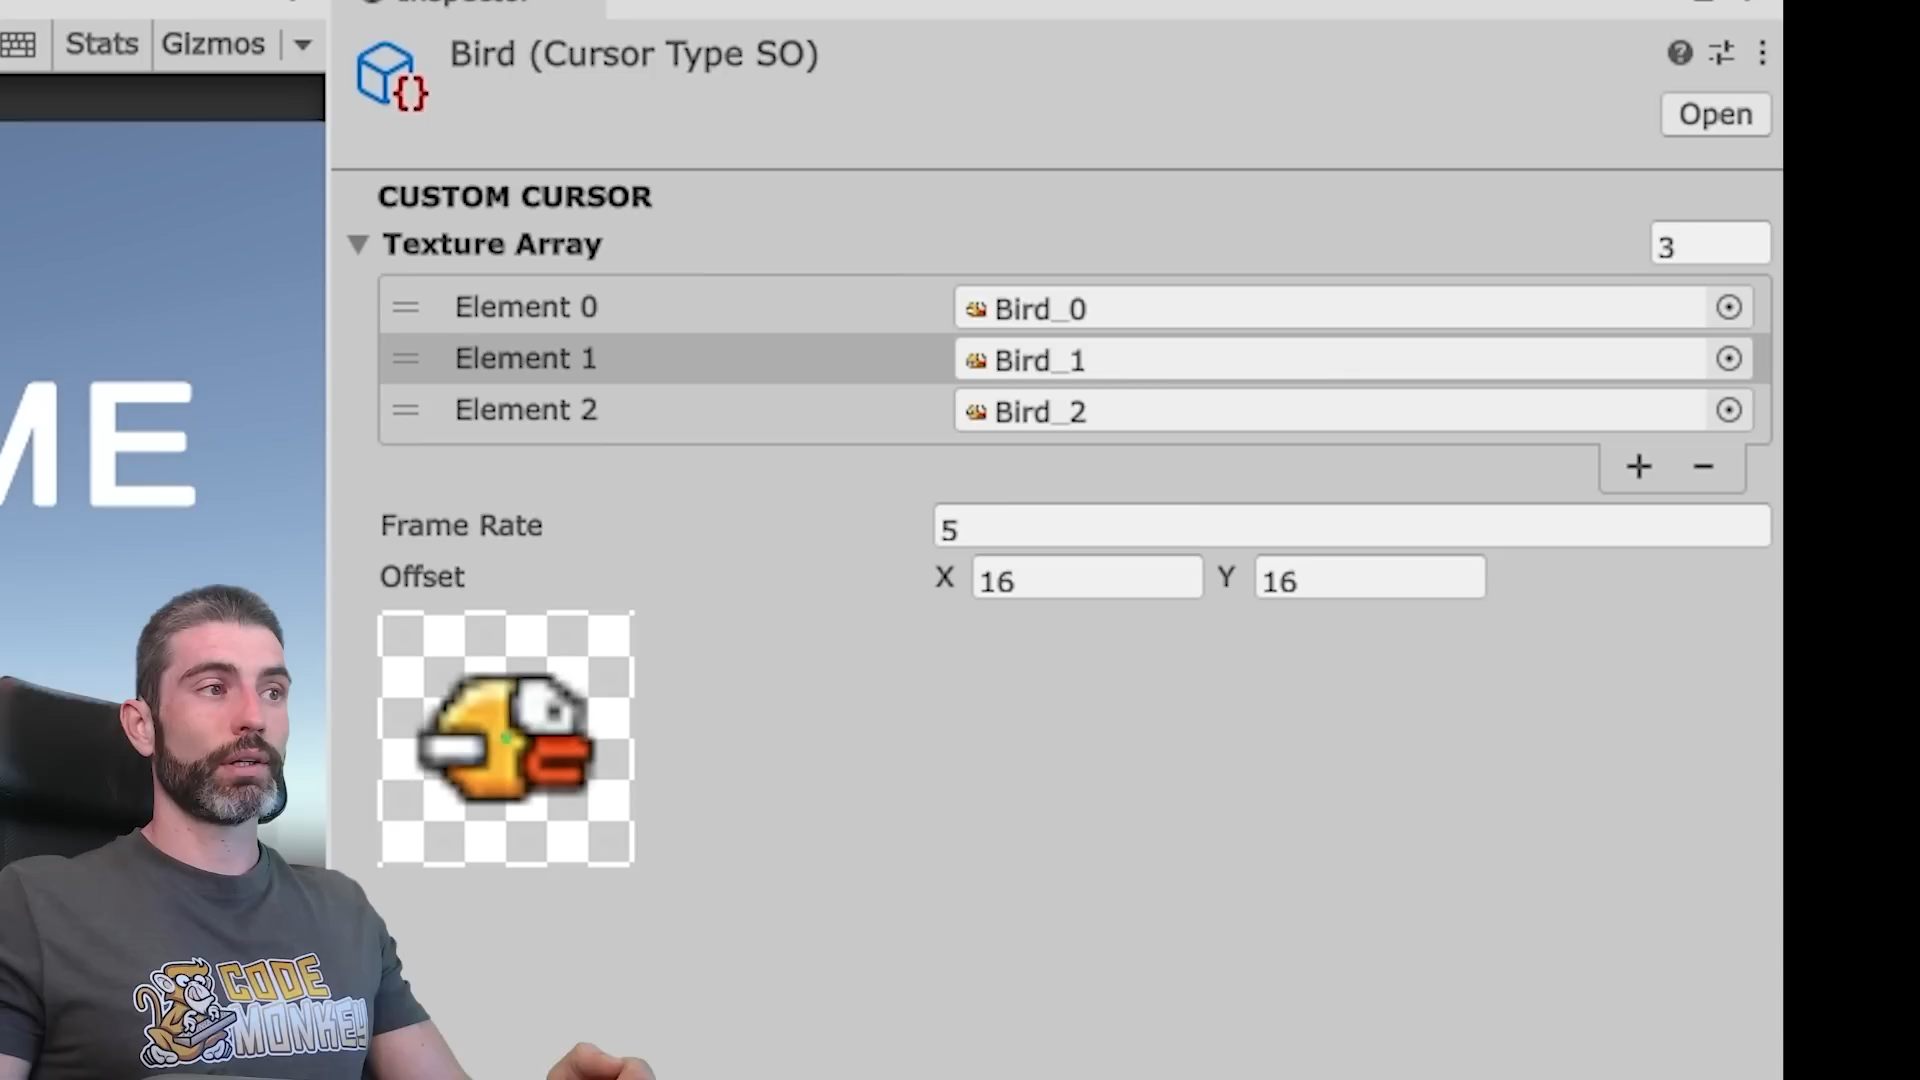 Inspector
Stats Gizmos
Bird (Cursor Type SO)
Open
CUSTOM CURSOR
Texture Array 3
Element 0 Bird_0
Element 1 Bird_1
Element 2 Bird_2
+ −
Frame Rate 5
Offset X 16 Y 16
ME
CODE
MONKEY